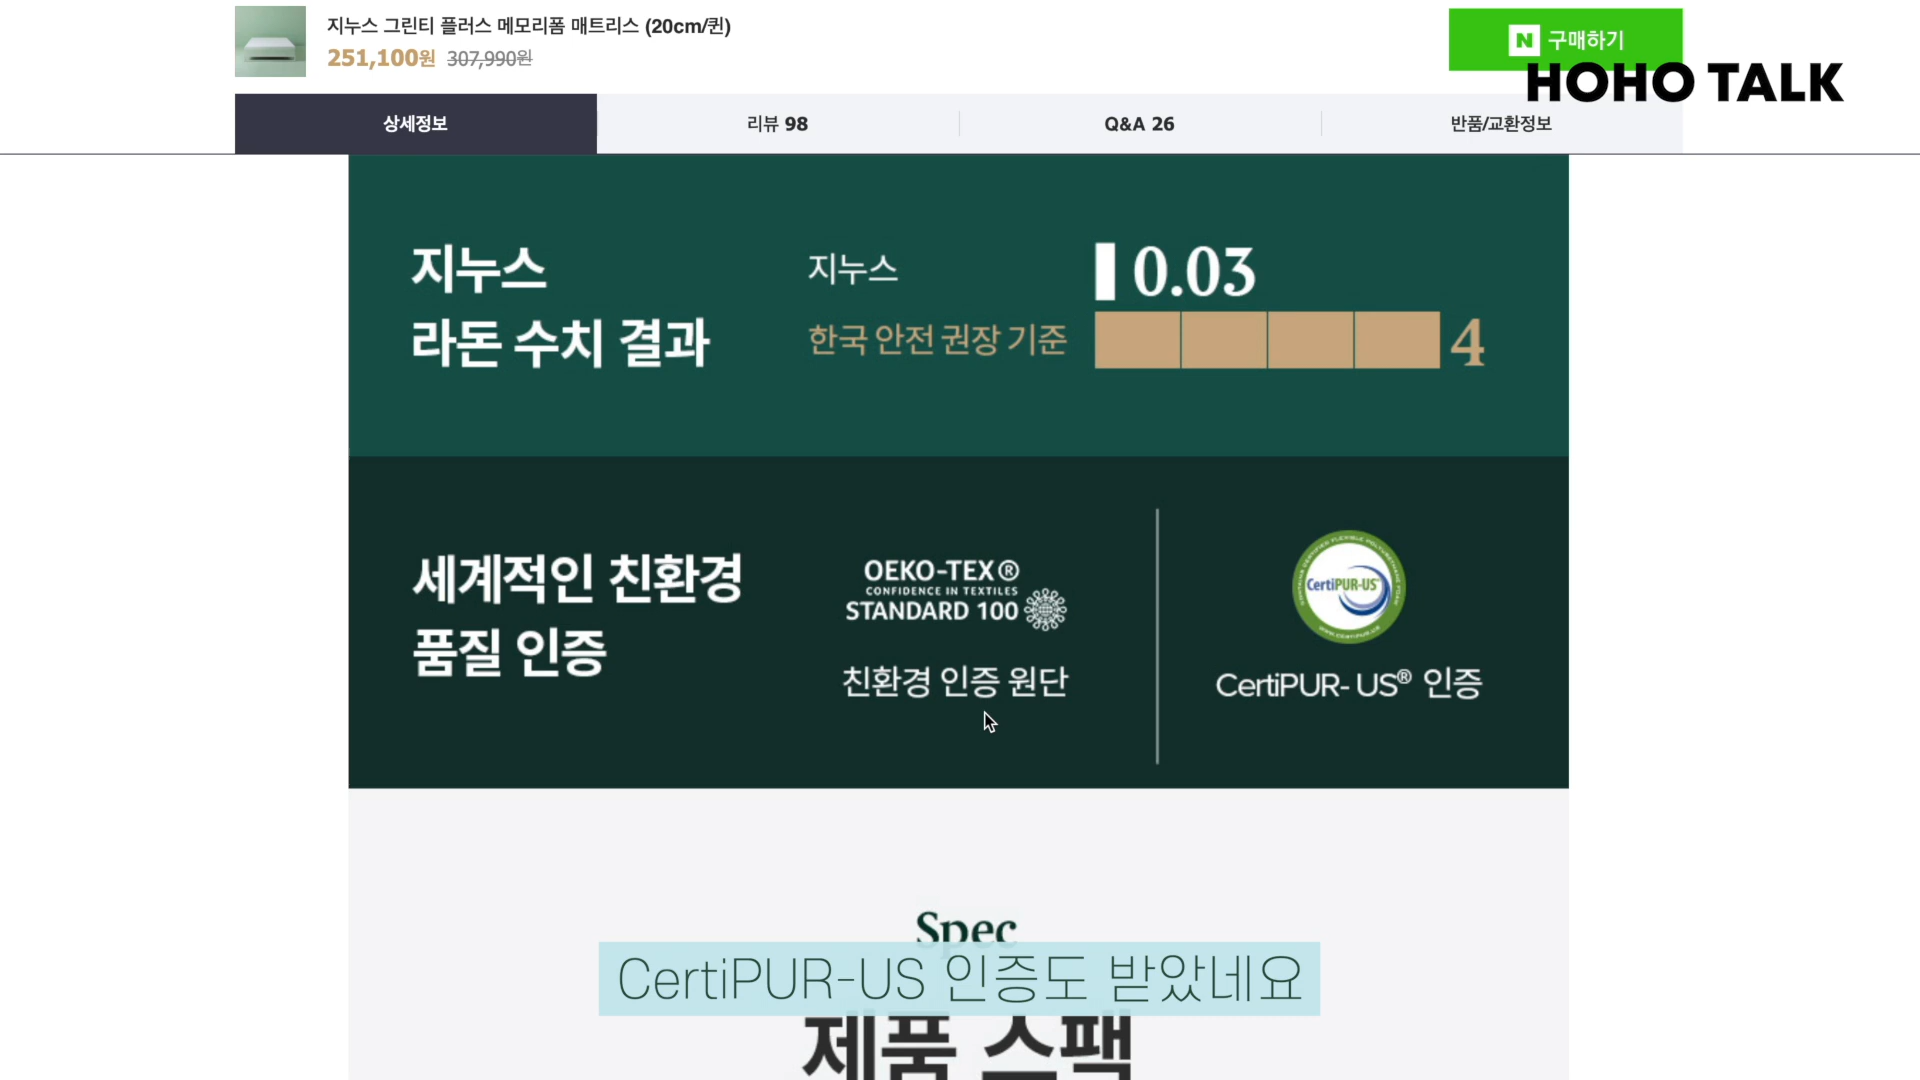 지누스 그린티 플러스 메모리폼 매트리스 (20cm/퀸)
251,100원 307,990원
N 구매하기
HOHO TALK
상세정보
리뷰 98
Q&A 26
반품/교환정보
지누스
라돈 수치 결과
지누스 0.03
한국 안전 권장 기준 4
세계적인 친환경
품질 인증
OEKO-TEX®
CONFIDENCE IN TEXTILES
STANDARD 100
친환경 인증 원단
CertiPUR-US
WWW.CERTIPUR.US
CertiPUR- US® 인증
Spec
CertiPUR-US 인증도 받았네요
제품 스팩